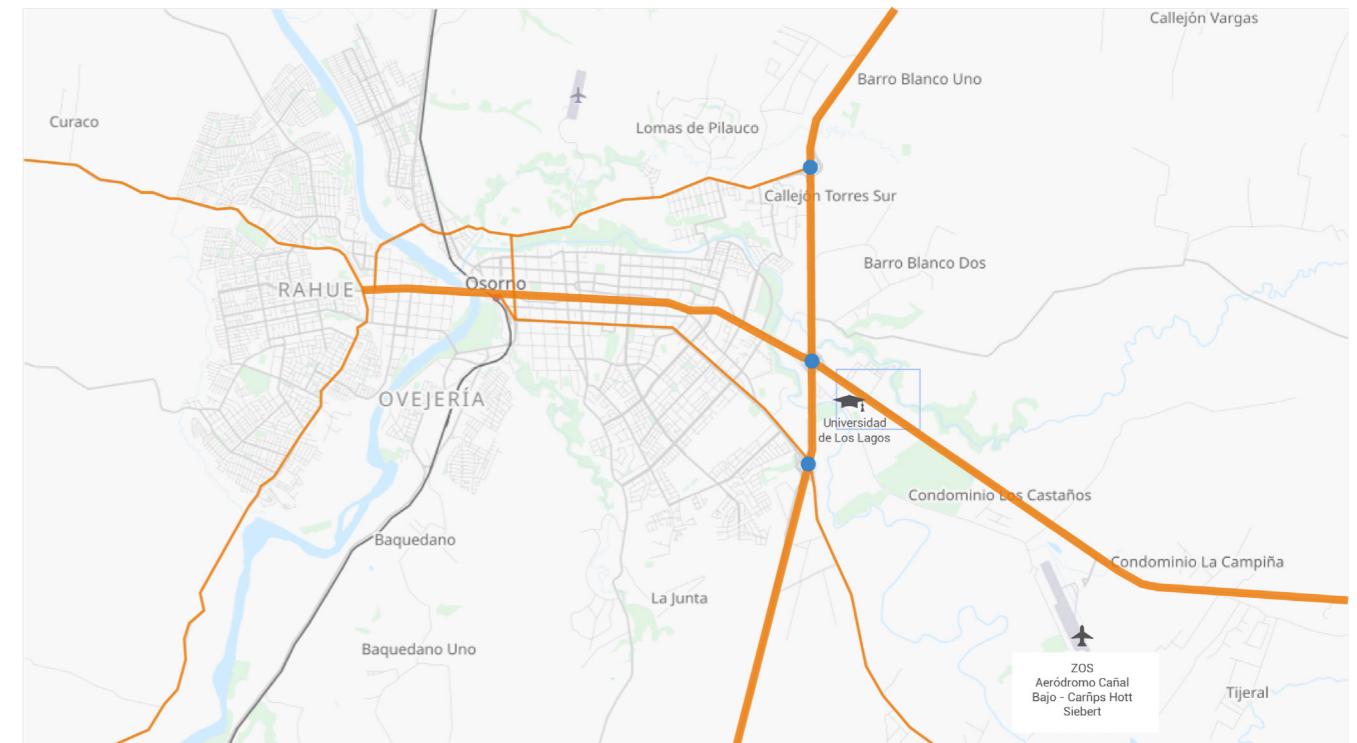 Callejón Vargas
Barro Blanco Uno
Curaco
Lomas de Pilauco
Callejón Torres Sur
Barro Blanco Dos
Osorno
RAHUE
OVEJERÍA
Universidad
de Los Lagos
Condominio Los Castaños
Baquedano
Condominio La Campiña
La Junta
Baquedano Uno
ZOS
Aeródromo Cañal
Bajo - Carñps Hott
Siebert
Tijeral